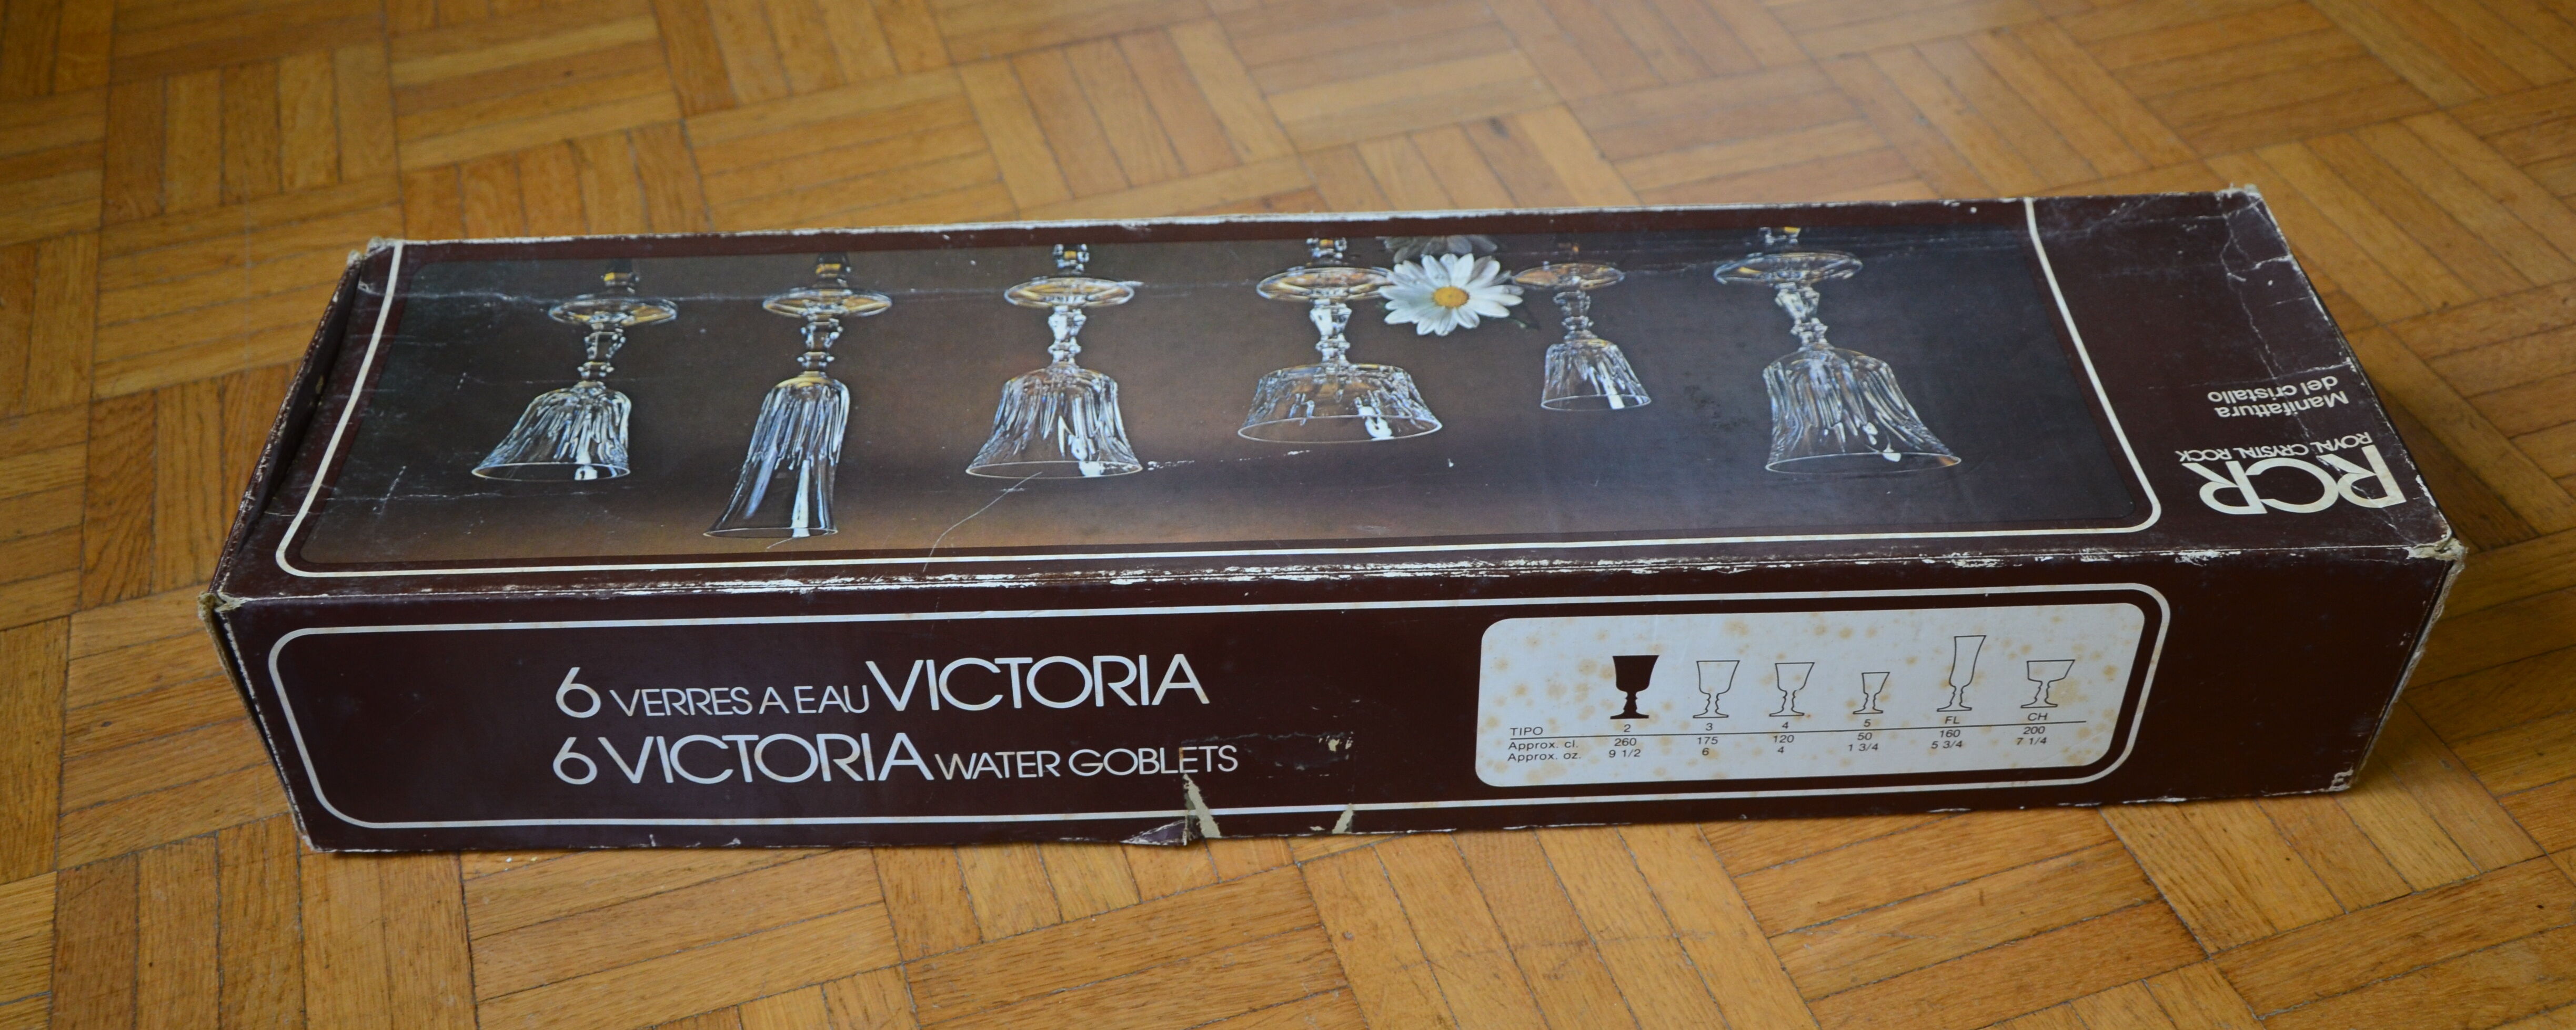 Manifattura
del cristallo
ROYAL CRYSTAL ROCK
RCR
6 VERRES A EAU VICTORIA
6 VICTORIA WATER GOBLETS
TIPO 2 3 4 5 FL CH
Approx. cl. 260 175 120 50 160 200
Approx. oz. 9 1/2 6 4 1 3/4 5 3/4 7 1/4